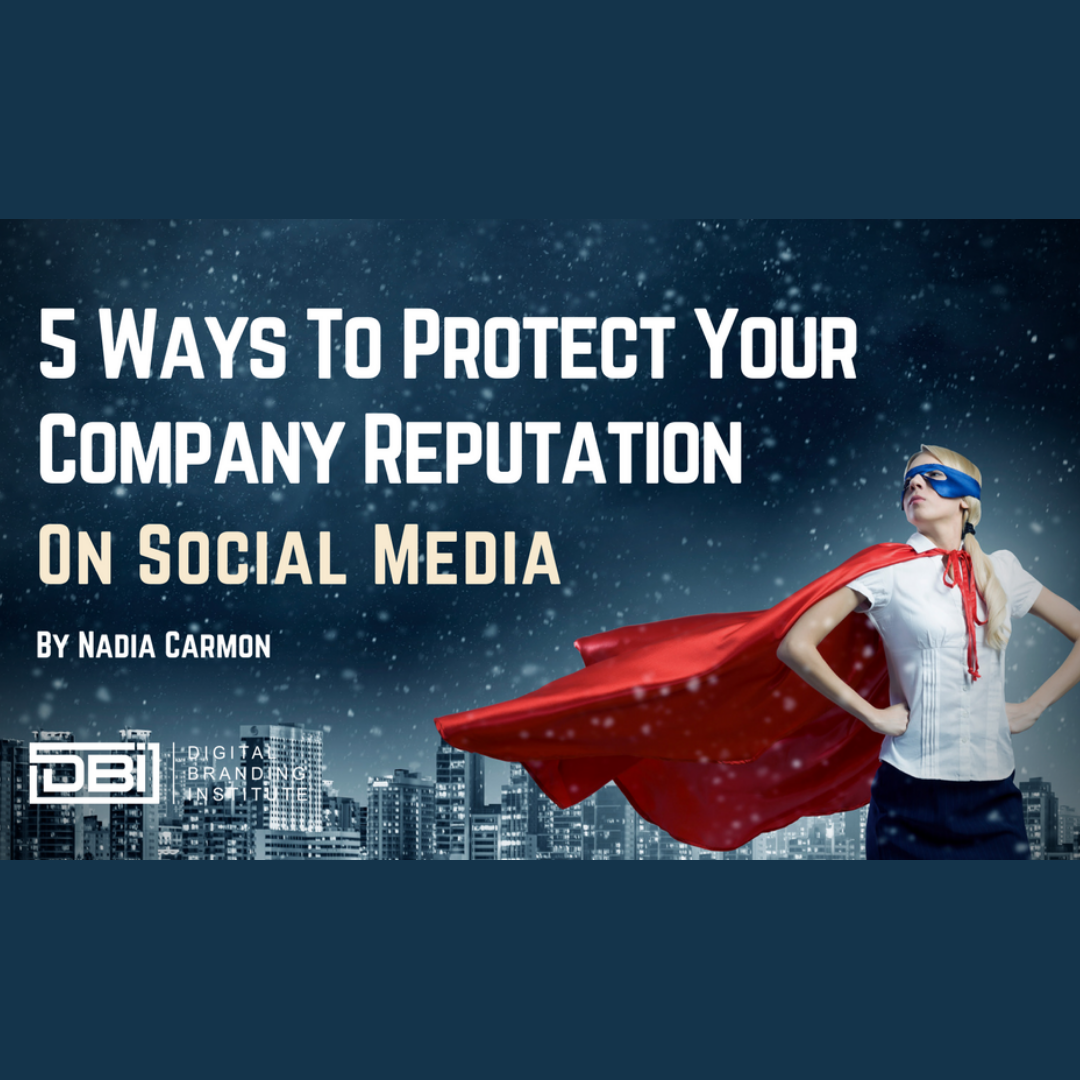 5 Ways To Protect Your
Company Reputation
On Social Media
By Nadia Carmon
DBI
DIGITAL
BRANDING
INSTITUTE